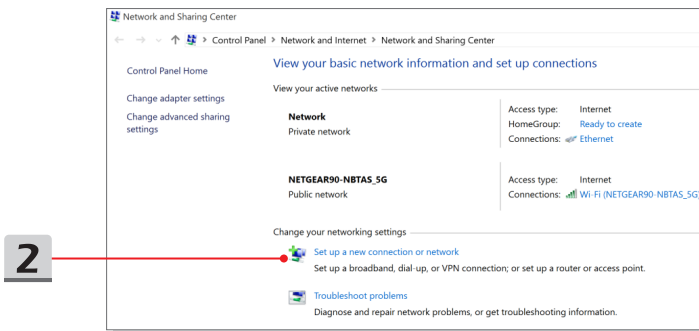 Network and Sharing Center
Control Panel > Network and Internet > Network and Sharing Center
Control Panel Home
Change adapter settings
Change advanced sharing
settings
View your basic network information and set up connections
View your active networks
Network
Private network
Access type: Internet
HomeGroup: Ready to create
Connections: Ethernet
NETGEAR90-NBTAS_5G
Public network
Access type: Internet
Connections: Wi-Fi (NETGEAR90-NBTAS_5G)
Change your networking settings
2
Set up a new connection or network
Set up a broadband, dial-up, or VPN connection; or set up a router or access point.
Troubleshoot problems
Diagnose and repair network problems, or get troubleshooting information.